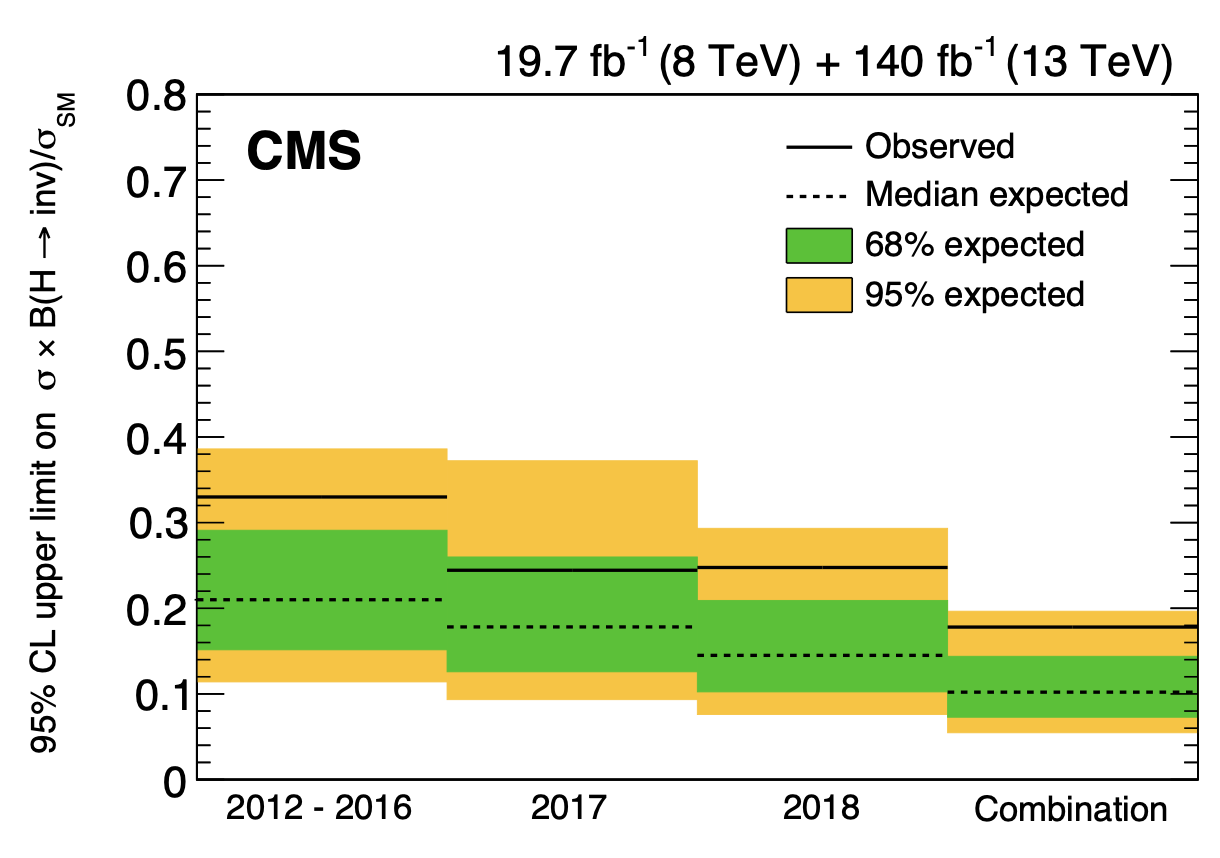 19.7 fb⁻¹ (8 TeV) + 140 fb⁻¹ (13 TeV)
CMS
Observed
Median expected
68% expected
95% expected
95% CL upper limit on σ × B(H → inv)/σ_SM
0.8
0.7
0.6
0.5
0.4
0.3
0.2
0.1
0
2012 - 2016
2017
2018
Combination